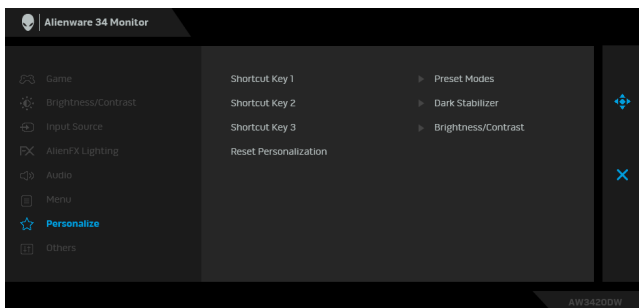 Alienware 34 Monitor
Game
Brightness/Contrast
Input Source
AlienFX Lighting
Audio
Menu
Personalize
Others
Shortcut Key 1 Preset Modes
Shortcut Key 2 Dark Stabilizer
Shortcut Key 3 Brightness/Contrast
Reset Personalization
AW3420DW